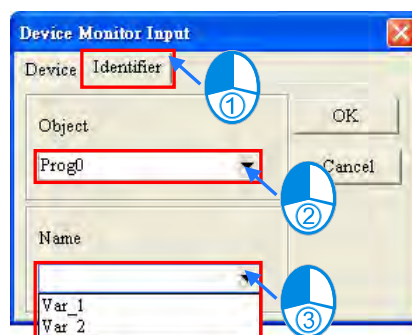 Device Monitor Input
Device Identifier
①
Object
OK
Prog0
Cancel
②
Name
Var_1
Var_2
③